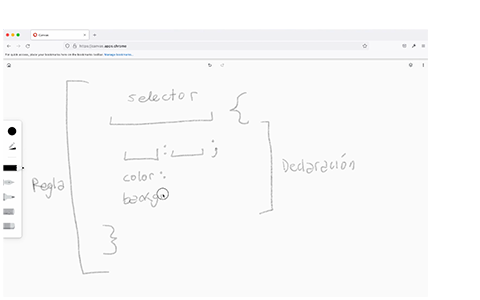 Canvas
https://canvas.apps.chrome
For quick access, place your bookmarks here on the bookmarks toolbar. Manage bookmarks...
selector {
: ;
color:
backgo
}
Regla
Declaración